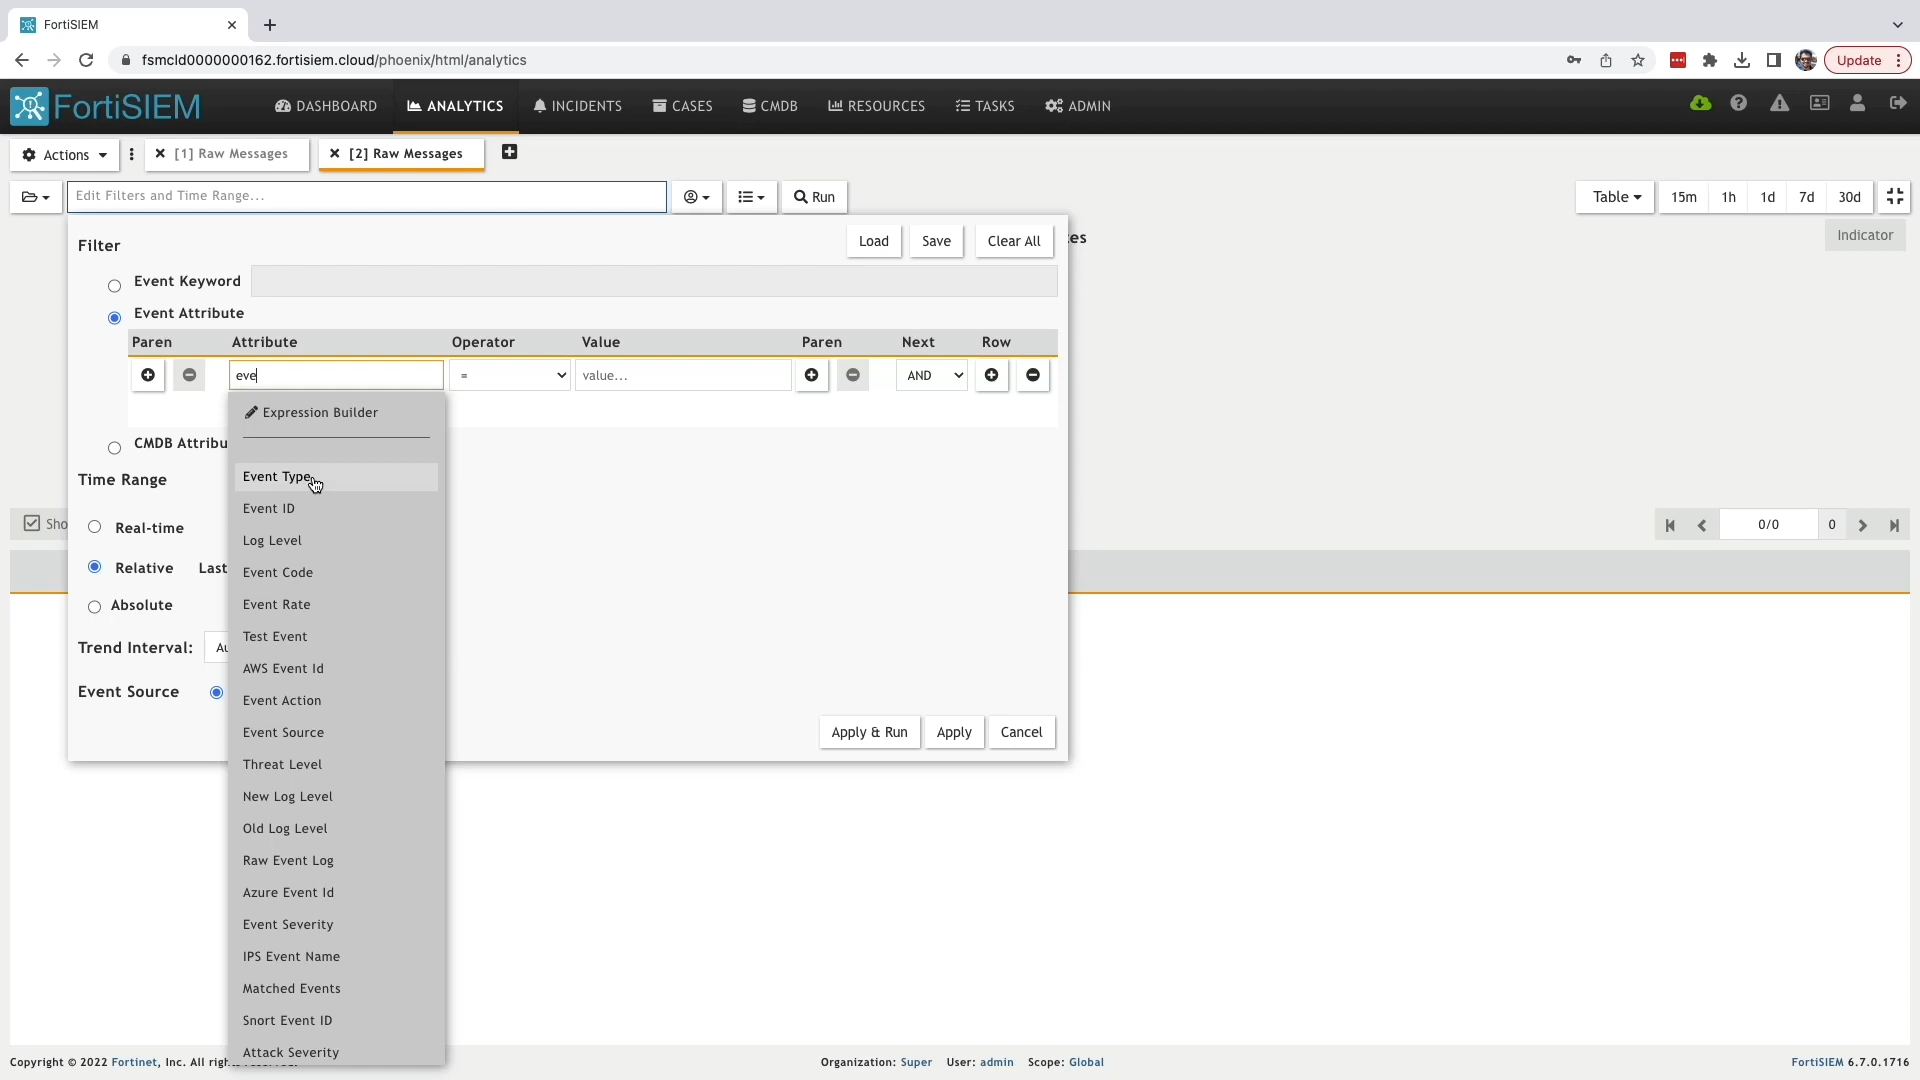 FortiSIEM
fsmcld0000000162.fortisiem.cloud/phoenix/html/analytics
Update
FortiSIEM
DASHBOARD
ANALYTICS
INCIDENTS
CASES
CMDB
RESOURCES
TASKS
ADMIN
Actions
[1] Raw Messages
[2] Raw Messages
Edit Filters and Time Range...
Run
Table
15m
1h
1d
7d
30d
Filter
Load
Save
Clear All
Indicator
Event Keyword
Event Attribute
Paren Attribute Operator Value Paren Next Row
eve
=
value...
AND
Expression Builder
CMDB Attribu
Time Range
Event Type
Event ID
Sho
Real-time
0/0
0
Log Level
Relative Last
Event Code
Absolute
Event Rate
Test Event
Trend Interval: Au
AWS Event Id
Event Source
Event Action
Event Source
Apply & Run
Apply
Cancel
Threat Level
New Log Level
Old Log Level
Raw Event Log
Azure Event Id
Event Severity
IPS Event Name
Matched Events
Snort Event ID
Attack Severity
Copyright © 2022 Fortinet, Inc. All
Organization: Super User: admin Scope: Global
FortiSIEM 6.7.0.1716